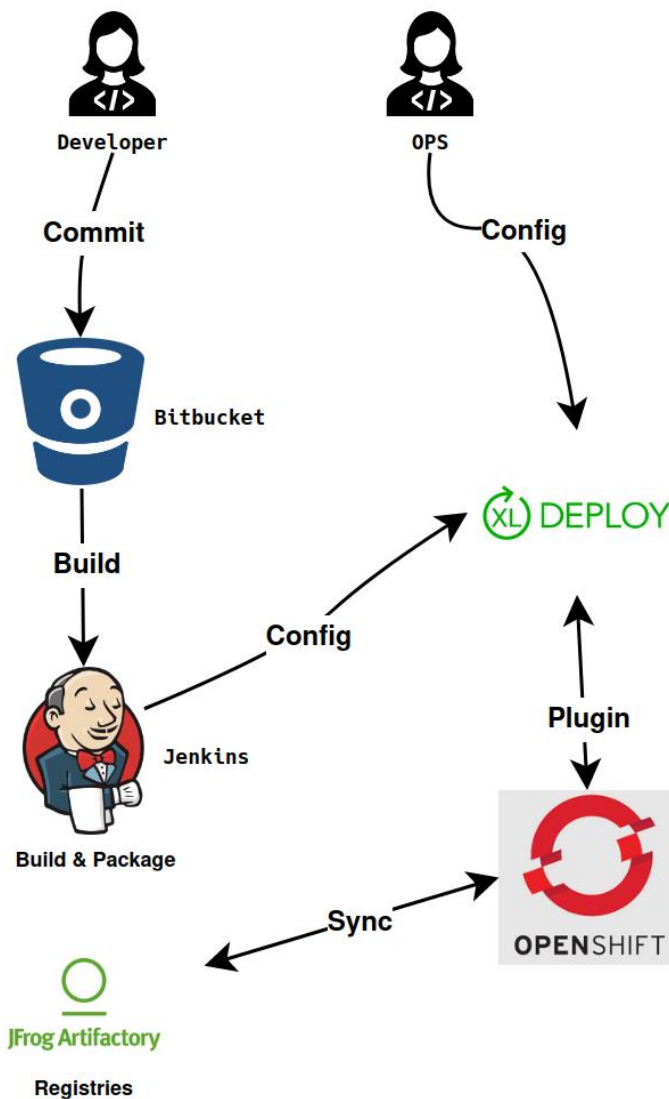 </> </>
Developer OPS
Commit
Config
Bitbucket
XL DEPLOY
Build
Config
Plugin
Jenkins
Build & Package
Sync
OPENSHIFT
JFrog Artifactory
Registries